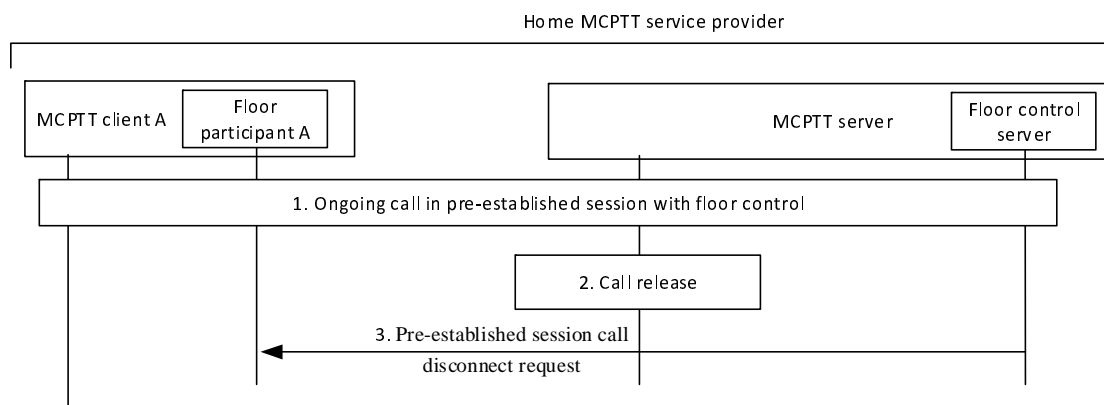 Home MCPTT service provider
MCPTT client A
Floor
participant A
MCPTT server
Floor control
server
1. Ongoing call in pre-established session with floor control
2. Call release
3. Pre-established session call
disconnect request